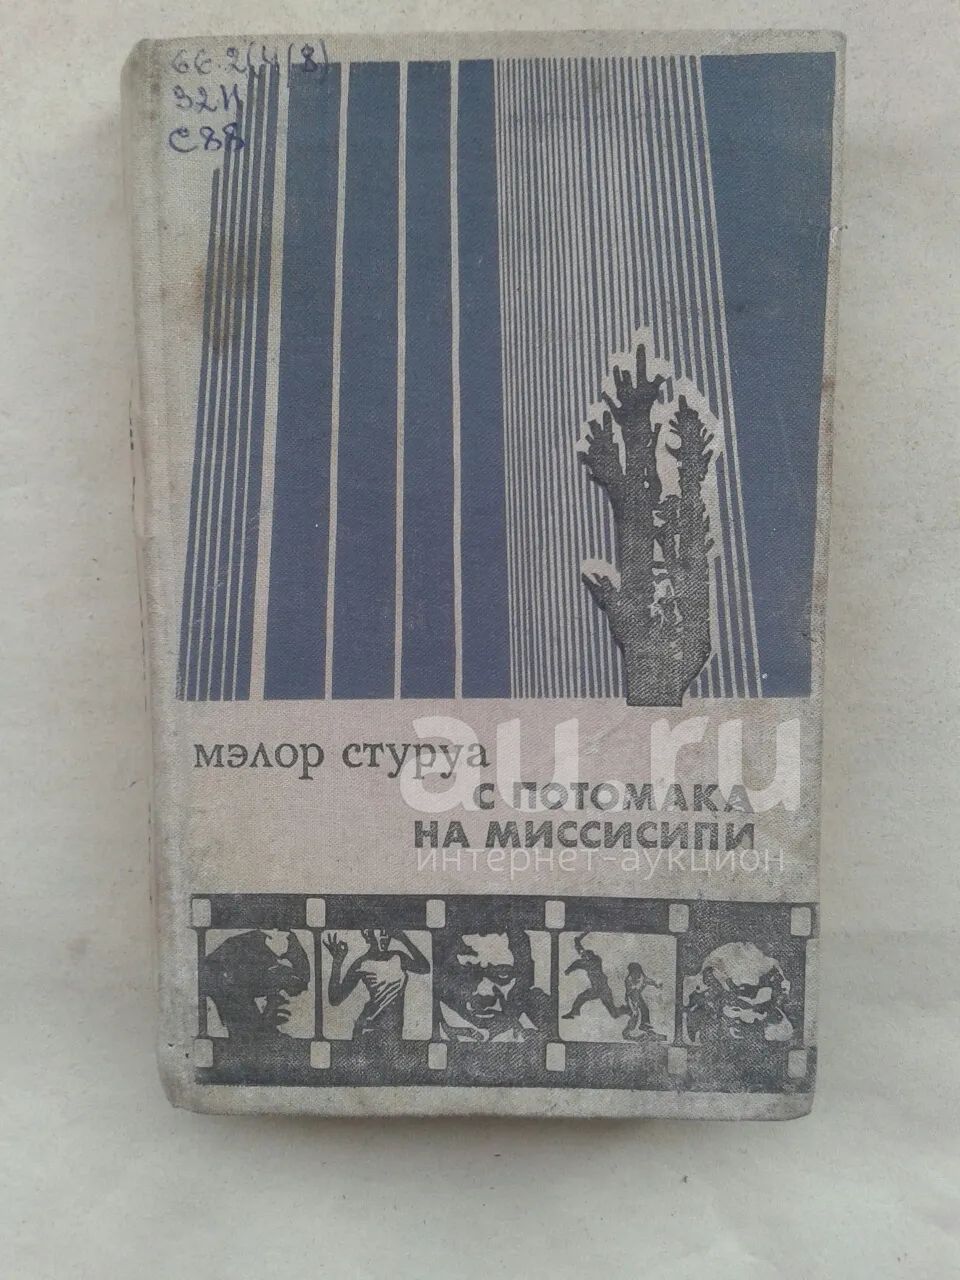 66.2(4(8)
32И
С88
мэлор стуруа
С ПОТОМАКА
НА МИССИСИПИ
au.ru
интернет-аукцион